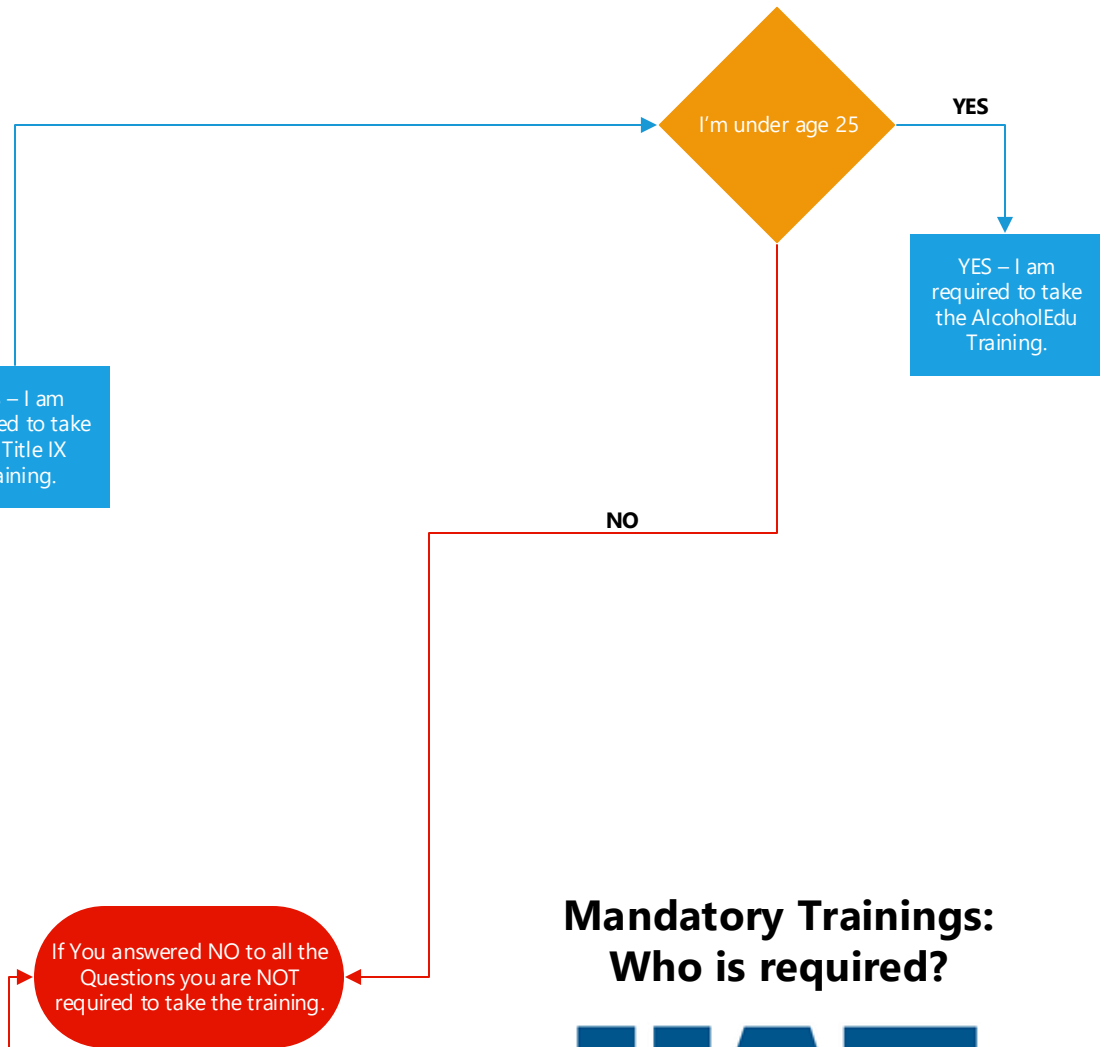 I'm under age 25
YES
YES – I am
required to take
the AlcoholEdu
Training.
– I am
ed to take
Title IX
aining.
NO
If You answered NO to all the
Questions you are NOT
required to take the training.
Mandatory Trainings:
Who is required?